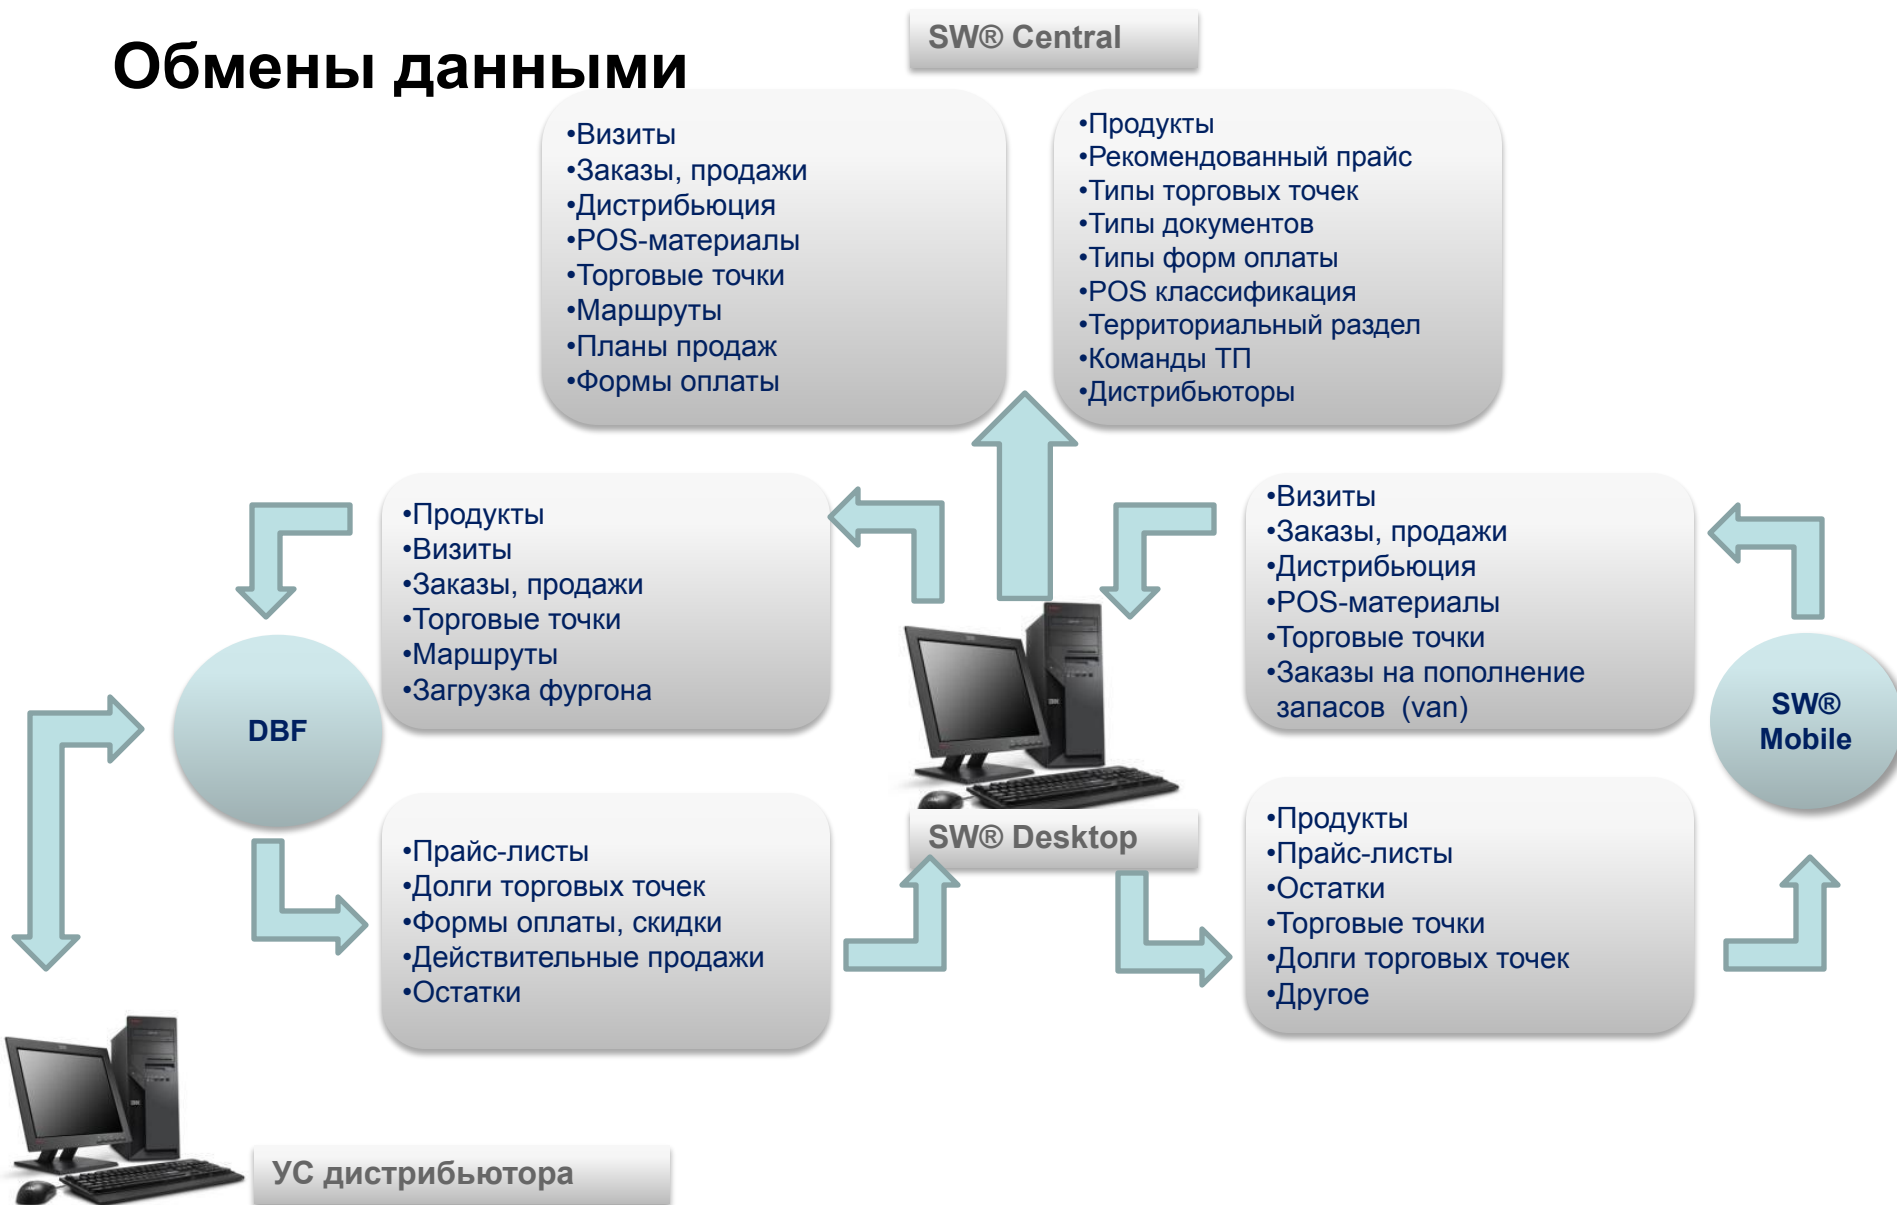 SW® Central
Обмены данными
•Визиты
•Заказы, продажи
•Дистрибьюция
•POS-материалы
•Торговые точки
•Маршруты
•Планы продаж
•Формы оплаты
•Продукты
•Рекомендованный прайс
•Типы торговых точек
•Типы документов
•Типы форм оплаты
•POS классификация
•Территориальный раздел
•Команды ТП
•Дистрибьюторы
•Продукты
•Визиты
•Заказы, продажи
•Торговые точки
•Маршруты
•Загрузка фургона
•Визиты
•Заказы, продажи
•Дистрибьюция
•POS-материалы
•Торговые точки
•Заказы на пополнение
запасов (van)
DBF
SW®
Mobile
•Прайс-листы
•Долги торговых точек
•Формы оплаты, скидки
•Действительные продажи
•Остатки
SW® Desktop
•Продукты
•Прайс-листы
•Остатки
•Торговые точки
•Долги торговых точек
•Другое
УС дистрибьютора